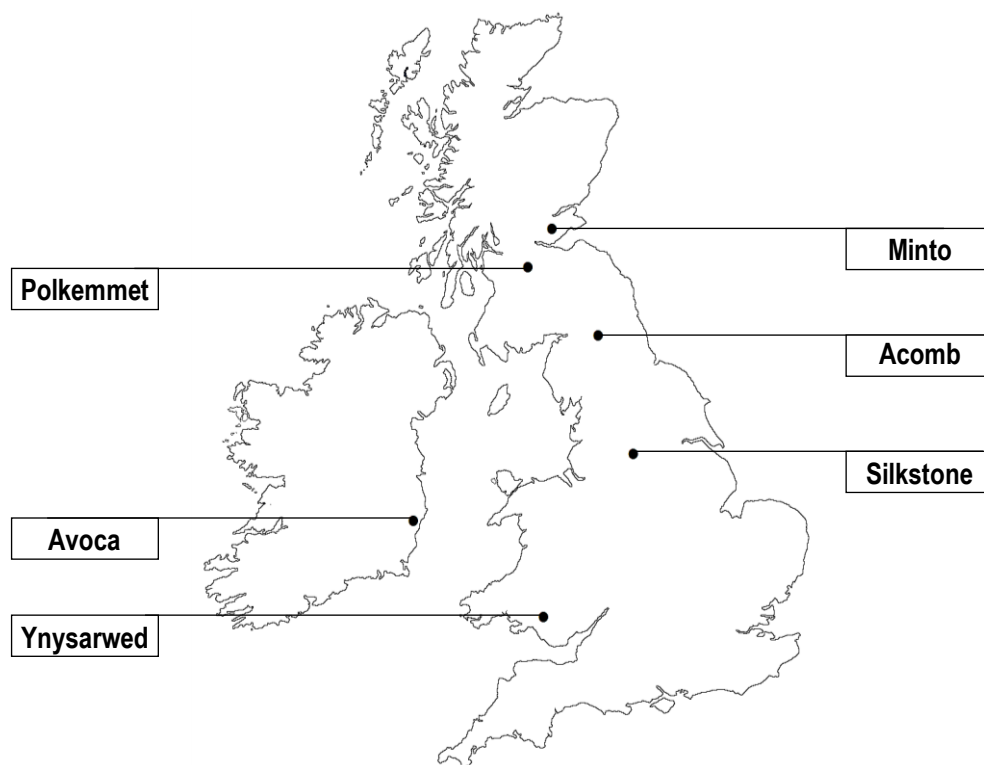 Minto
Polkemmet
Acomb
Silkstone
Avoca
Ynysarwed